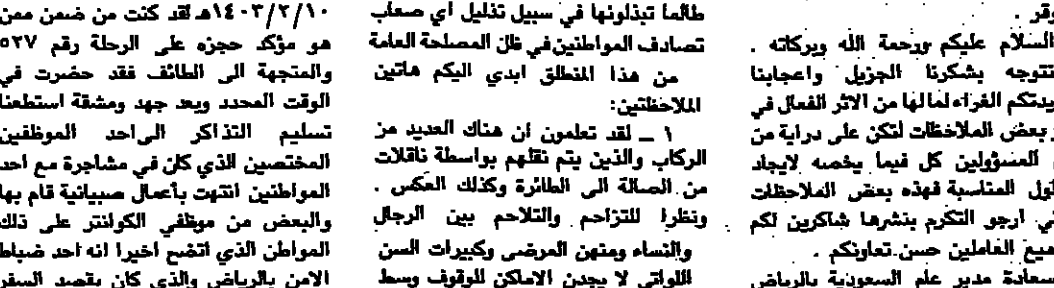 وقر .
السلام عليكم ورحمة الله وبركاته .
نتوجه بشكرنا الجزيل واعجابنا
يدتكم الغراء لما لها من الاثر الفعال في
بعض الملاحظات لتكن على دراية من
المسؤولين كل فيما يخصه لايجاد
لول المناسبة فهذه بعض الملاحظات
ي ارجو التكرم بنشرها شاكرين لكم
ميع العاملين حسن تعاونكم .
سعادة مدير عام السعودية بالرياض
طالما تبذلونها في سبيل تذليل اي صعاب
تصادف المواطنين في ظل المصلحة العامة
من هذا المنطلق ابدي اليكم هاتين
الملاحظتين:
١ ــ لقد تعلمون ان هناك العديد من
الركاب والذين يتم نقلهم بواسطة ناقلات
من الصالة الى الطائرة وكذلك العكس .
ونظرا للتزاحم والتلاحم بين الرجال
والنساء ومنهن المرضى وكبيرات السن
اللواتي لا يجدن الاماكن للوقوف وسط
١٤٠٣/٢/١٠هـ لقد كنت من ضمن ممن
هو مؤكد حجزه على الرحلة رقم ٥٢٧
والمتجهة الى الطائف فقد حضرت في
الوقت المحدد وبعد جهد ومشقة استطعنا
تسليم التذاكر الى احد الموظفين
المختصين الذي كان في مشاجرة مع احد
المواطنين انتهت بأعمال صبيانية قام بها
والبعض من موظفي الكوانتر على ذلك
المواطن الذي اتضح اخيرا انه احد ضباط
الامن بالرياض والذي كان يقصد السفر